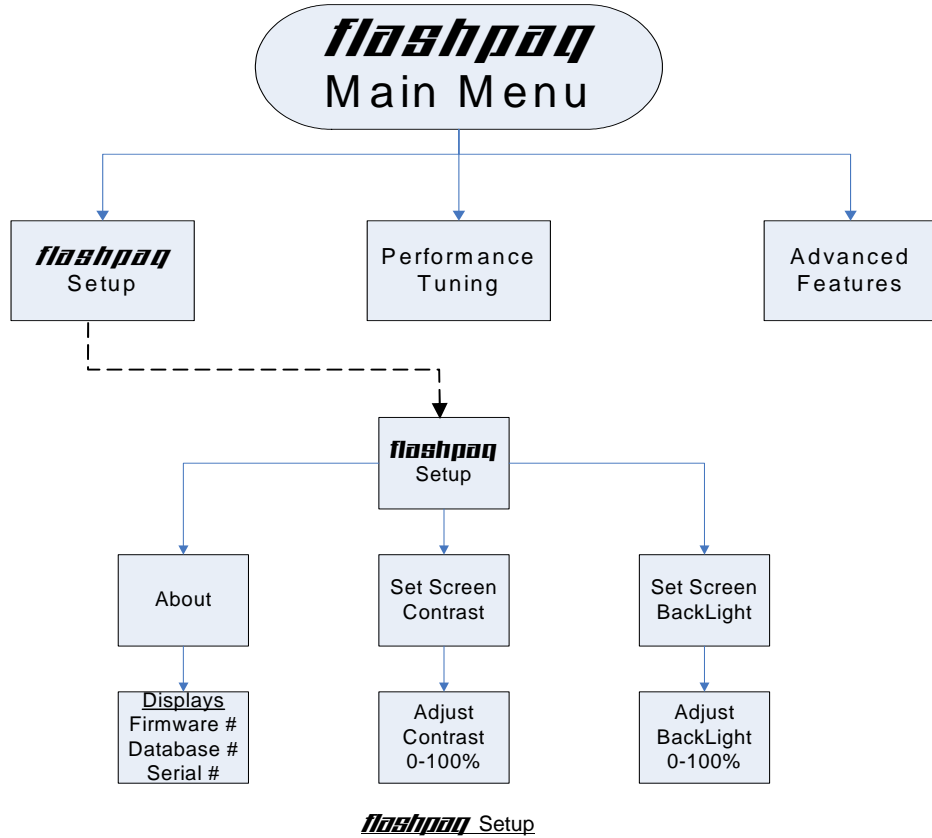 flashpaq
Main Menu
flashpaq
Setup
Performance
Tuning
Advanced
Features
flashpaq
Setup
About
Set Screen
Contrast
Set Screen
BackLight
Displays
Firmware #
Database #
Serial #
Adjust
Contrast
0-100%
Adjust
BackLight
0-100%
flashpaq Setup